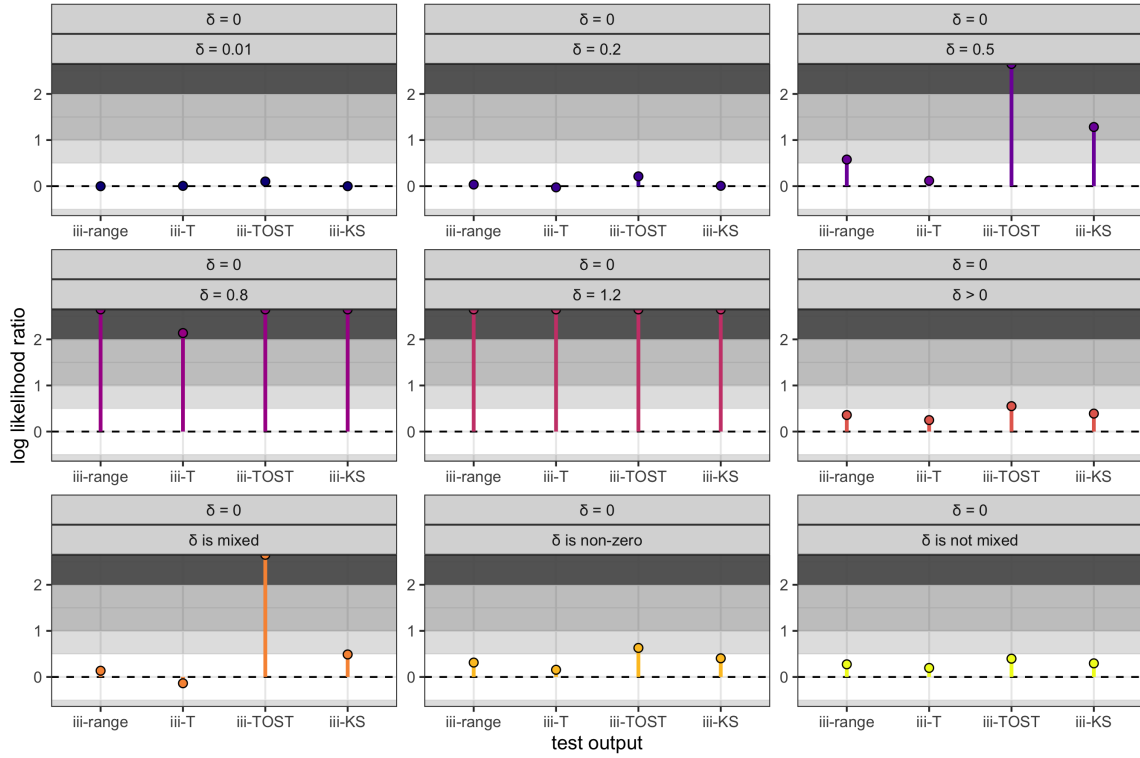 δ = 0
δ = 0
δ = 0
δ = 0.01
δ = 0.2
δ = 0.5
2
1
0
2
1
0
2
1
0
iii-range iii-T iii-TOST iii-KS
iii-range iii-T iii-TOST iii-KS
iii-range iii-T iii-TOST iii-KS
δ = 0
δ = 0
δ = 0
δ = 0.8
δ = 1.2
δ > 0
log likelihood ratio
2
1
0
2
1
0
2
1
0
iii-range iii-T iii-TOST iii-KS
iii-range iii-T iii-TOST iii-KS
iii-range iii-T iii-TOST iii-KS
δ = 0
δ = 0
δ = 0
δ is mixed
δ is non-zero
δ is not mixed
2
1
0
2
1
0
2
1
0
iii-range iii-T iii-TOST iii-KS
iii-range iii-T iii-TOST iii-KS
iii-range iii-T iii-TOST iii-KS
test output